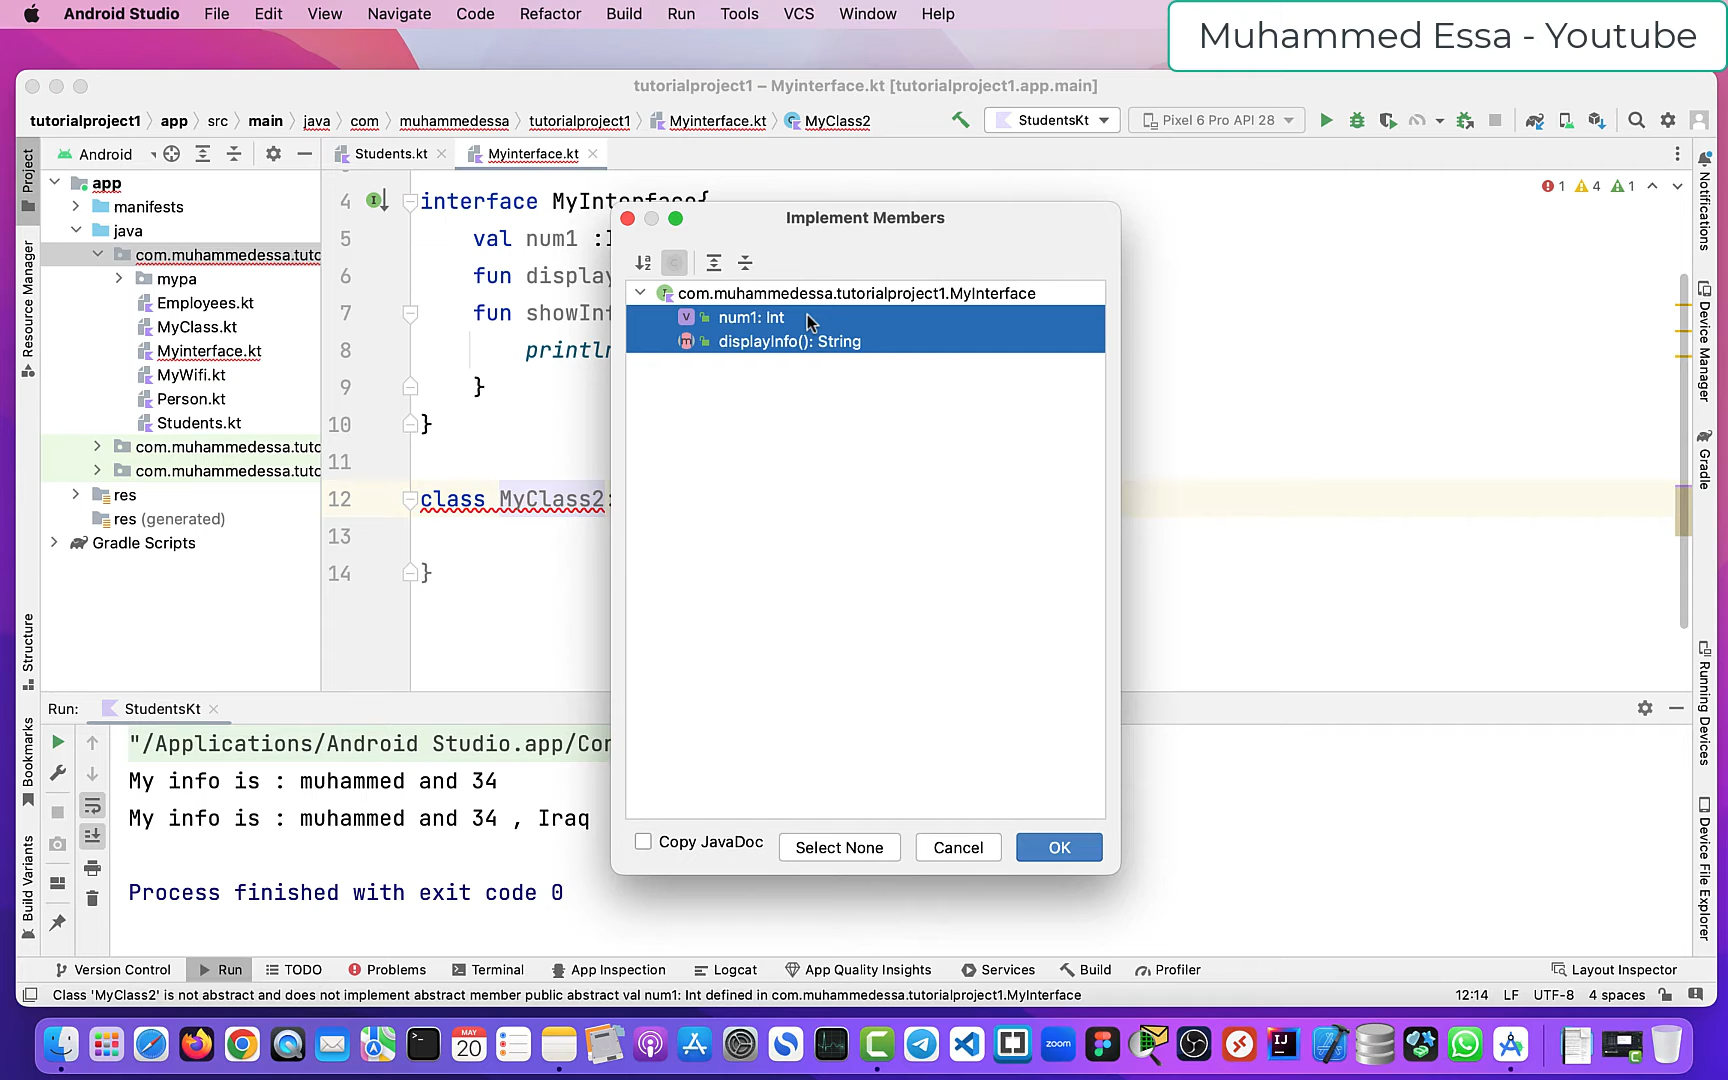 Android Studio File Edit View Navigate Code Refactor Build Run Tools VCS Window Help
Muhammed Essa - Youtube
tutorialproject1 – Myinterface.kt [tutorialproject1.app.main]
tutorialproject1 app src main java com muhammedessa tutorialproject1 Myinterface.kt MyClass2
StudentsKt Pixel 6 Pro API 28
Project
Resource Manager
Structure
Bookmarks
Build Variants
Android
Students.kt Myinterface.kt
app
manifests
java
com.muhammedessa.tuto
mypa
Employees.kt
MyClass.kt
Myinterface.kt
MyWifi.kt
Person.kt
Students.kt
com.muhammedessa.tuto
com.muhammedessa.tuto
res
res (generated)
Gradle Scripts
1 4 1
4 interface MyInterface{
5 val num1 :I
6 fun display
7 fun showInf
8 println
9 }
10 }
11
12 class MyClass2:
13
14 }
Implement Members
com.muhammedessa.tutorialproject1.MyInterface
num1: Int
displayInfo(): String
Copy JavaDoc Select None Cancel OK
Notifications
Device Manager
Gradle
Running Devices
Device File Explorer
Run: StudentsKt
"/Applications/Android Studio.app/Con
My info is : muhammed and 34
My info is : muhammed and 34 , Iraq
Process finished with exit code 0
Version Control Run TODO Problems Terminal App Inspection Logcat App Quality Insights Services Build Profiler Layout Inspector
Class 'MyClass2' is not abstract and does not implement abstract member public abstract val num1: Int defined in com.muhammedessa.tutorialproject1.MyInterface
12:14 LF UTF-8 4 spaces
MAY
20
zoom
IJ